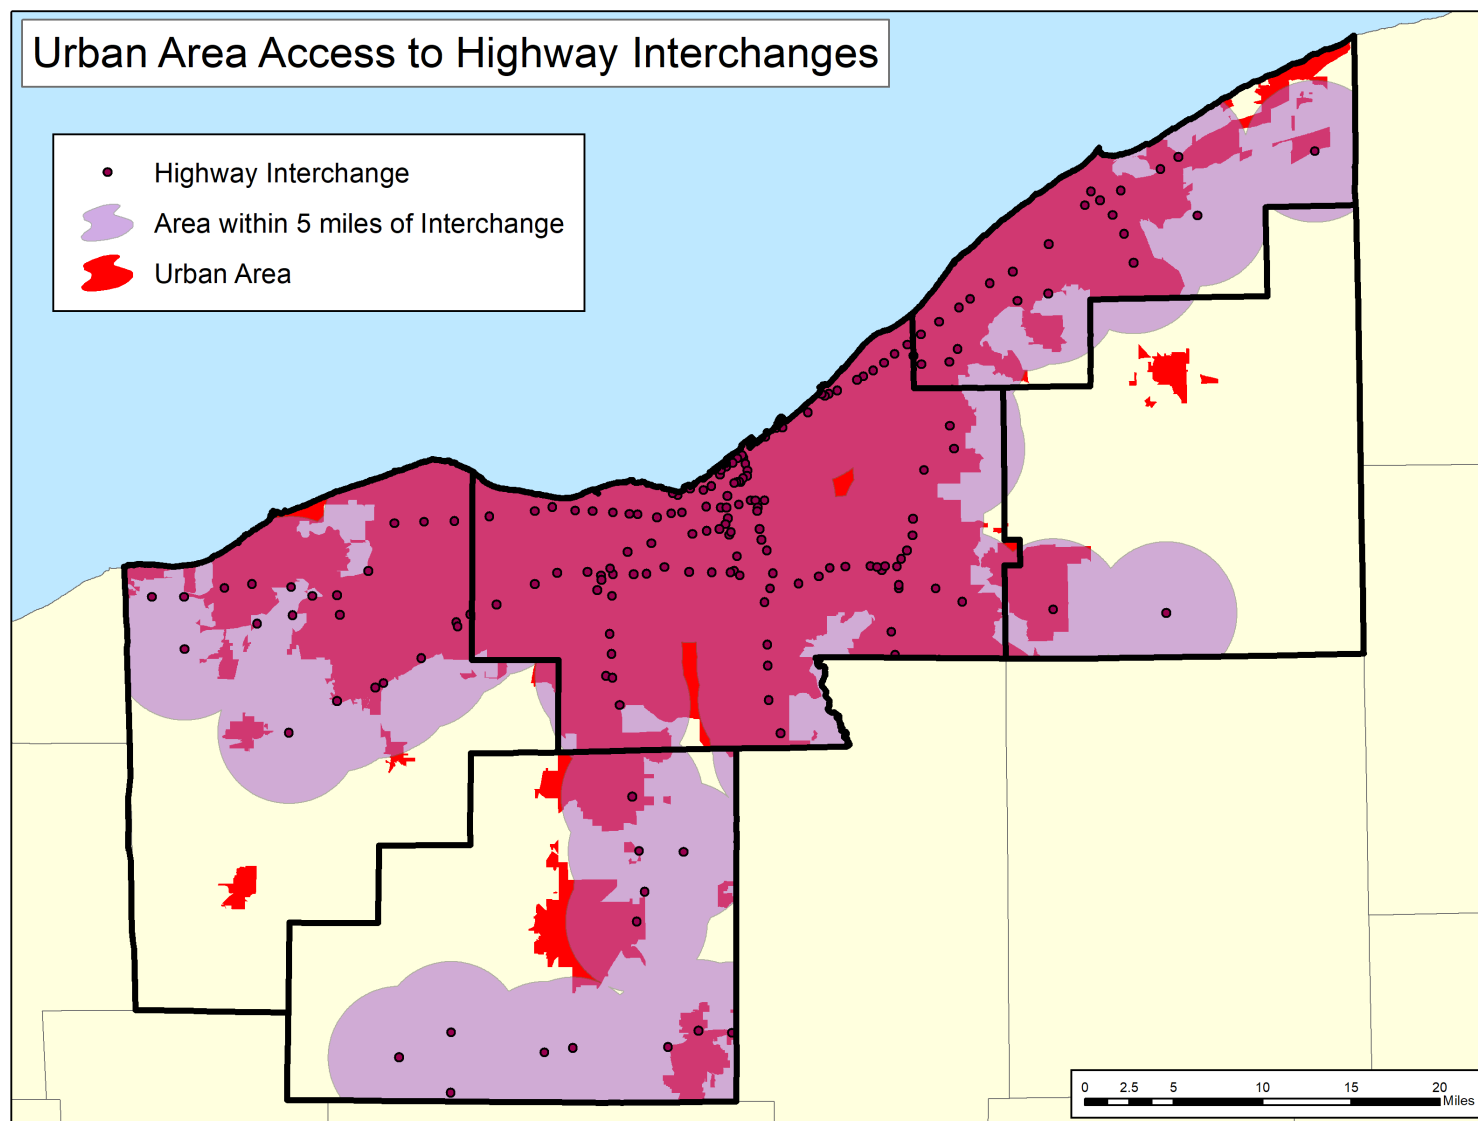 Urban Area Access to Highway Interchanges
Highway Interchange
Area within 5 miles of Interchange
Urban Area
0 2.5 5 10 15 20
Miles